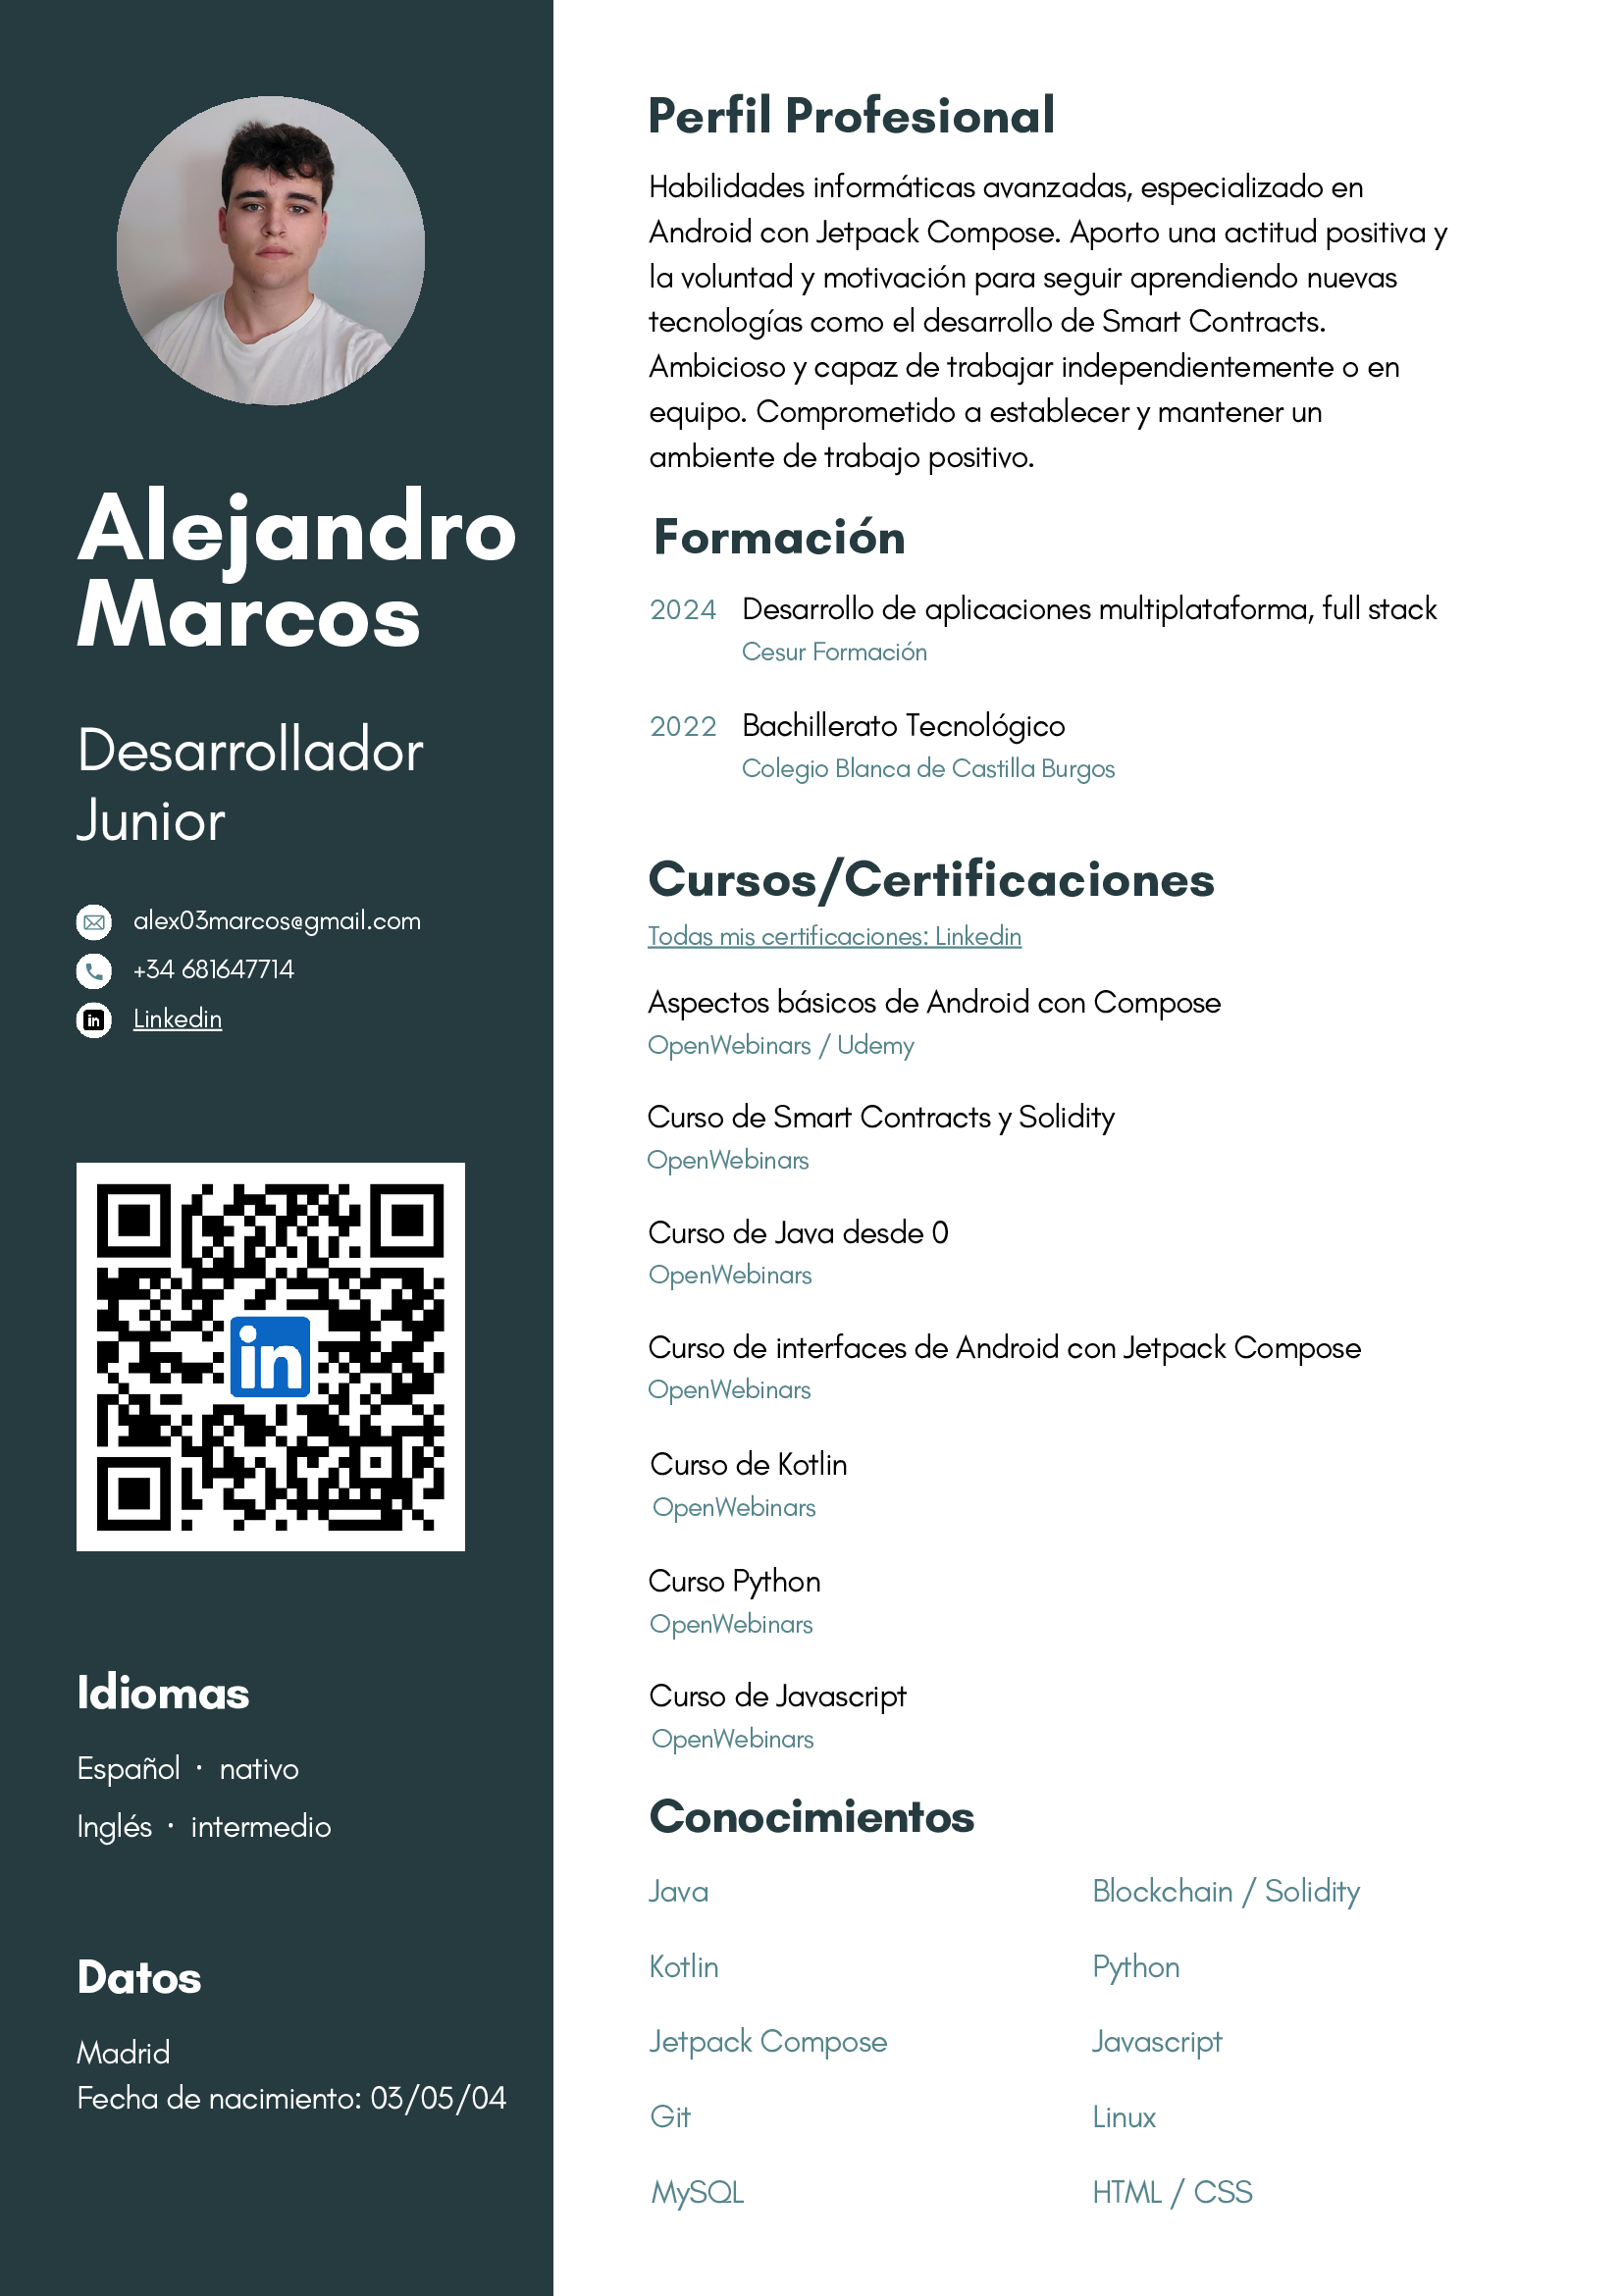 Alejandro
Marcos
Desarrollador
Junior
alex03marcos@gmail.com
+34 681647714
Linkedin
in
Idiomas
Español · nativo
Inglés · intermedio
Datos
Madrid
Fecha de nacimiento: 03/05/04
Perfil Profesional
Habilidades informáticas avanzadas, especializado en
Android con Jetpack Compose. Aporto una actitud positiva y
la voluntad y motivación para seguir aprendiendo nuevas
tecnologías como el desarrollo de Smart Contracts.
Ambicioso y capaz de trabajar independientemente o en
equipo. Comprometido a establecer y mantener un
ambiente de trabajo positivo.
Formación
2024 Desarrollo de aplicaciones multiplataforma, full stack
Cesur Formación
2022 Bachillerato Tecnológico
Colegio Blanca de Castilla Burgos
Cursos/Certificaciones
Todas mis certificaciones: Linkedin
Aspectos básicos de Android con Compose
OpenWebinars / Udemy
Curso de Smart Contracts y Solidity
OpenWebinars
Curso de Java desde 0
OpenWebinars
Curso de interfaces de Android con Jetpack Compose
OpenWebinars
Curso de Kotlin
OpenWebinars
Curso Python
OpenWebinars
Curso de Javascript
OpenWebinars
Conocimientos
Java
Kotlin
Jetpack Compose
Git
MySQL
Blockchain / Solidity
Python
Javascript
Linux
HTML / CSS